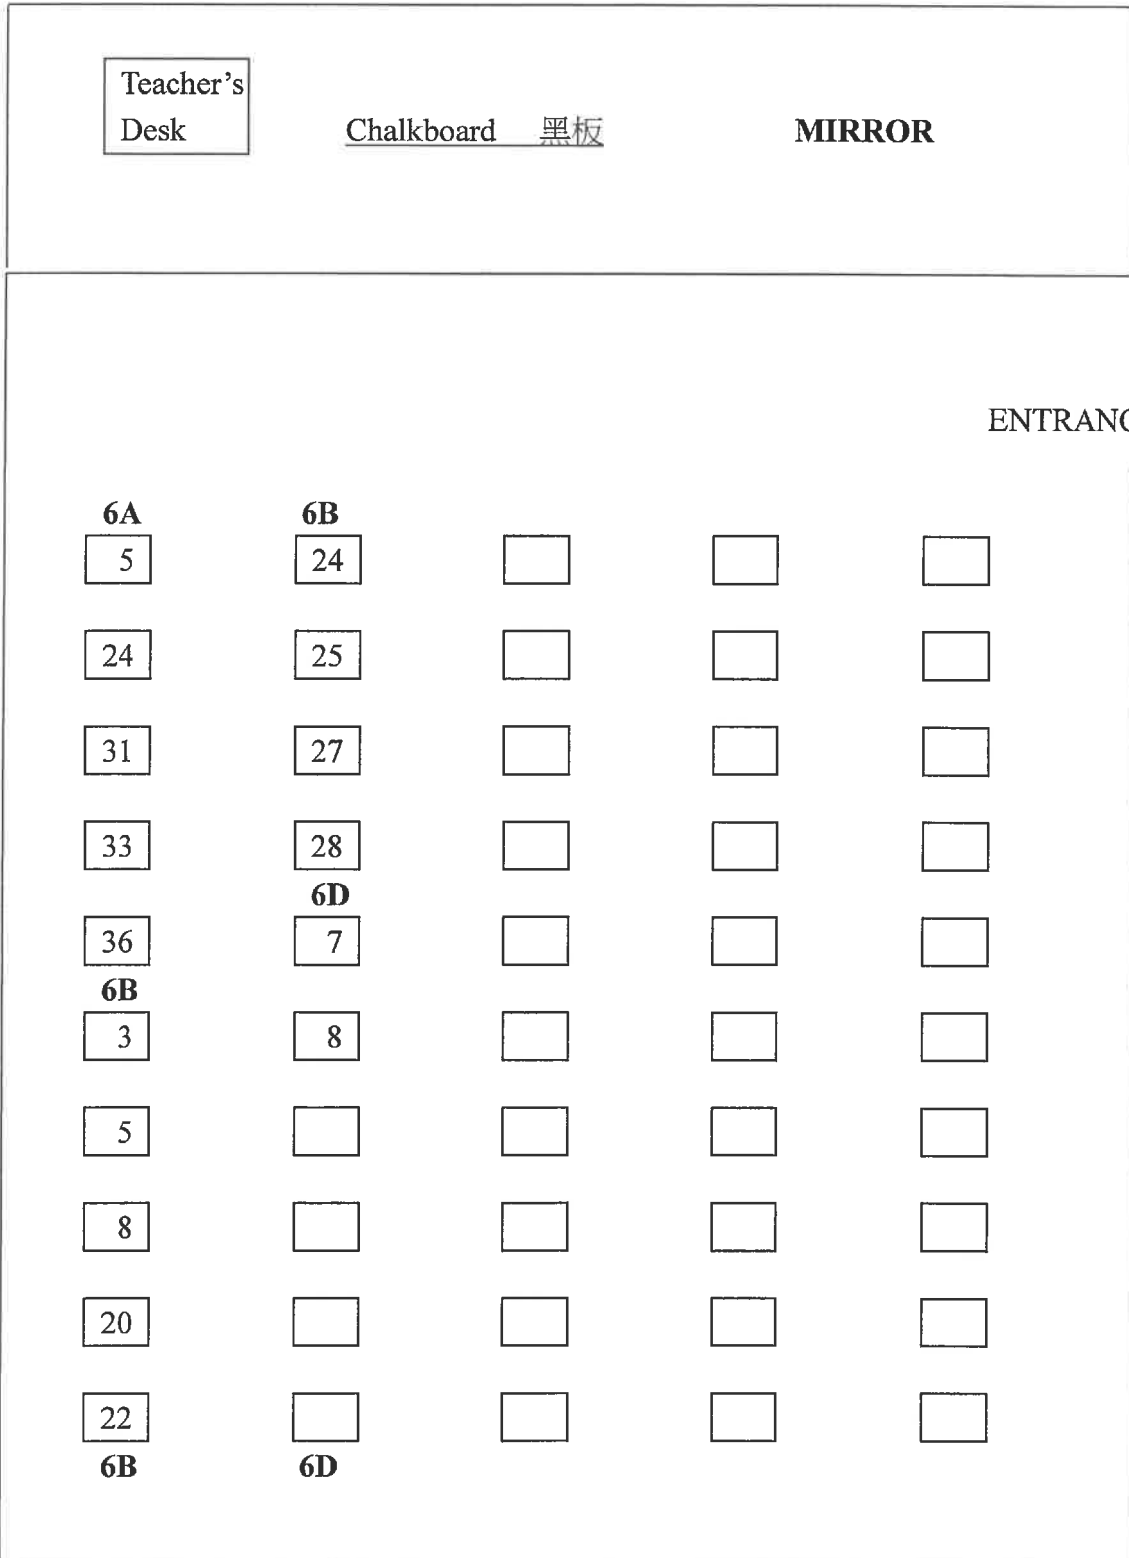 Teacher's
Desk
Chalkboard 黑板
MIRROR
ENTRANC
6A 6B
5 24
24 25
31 27
33 28
6D
36 7
6B
3 8
5
8
20
22
6B 6D